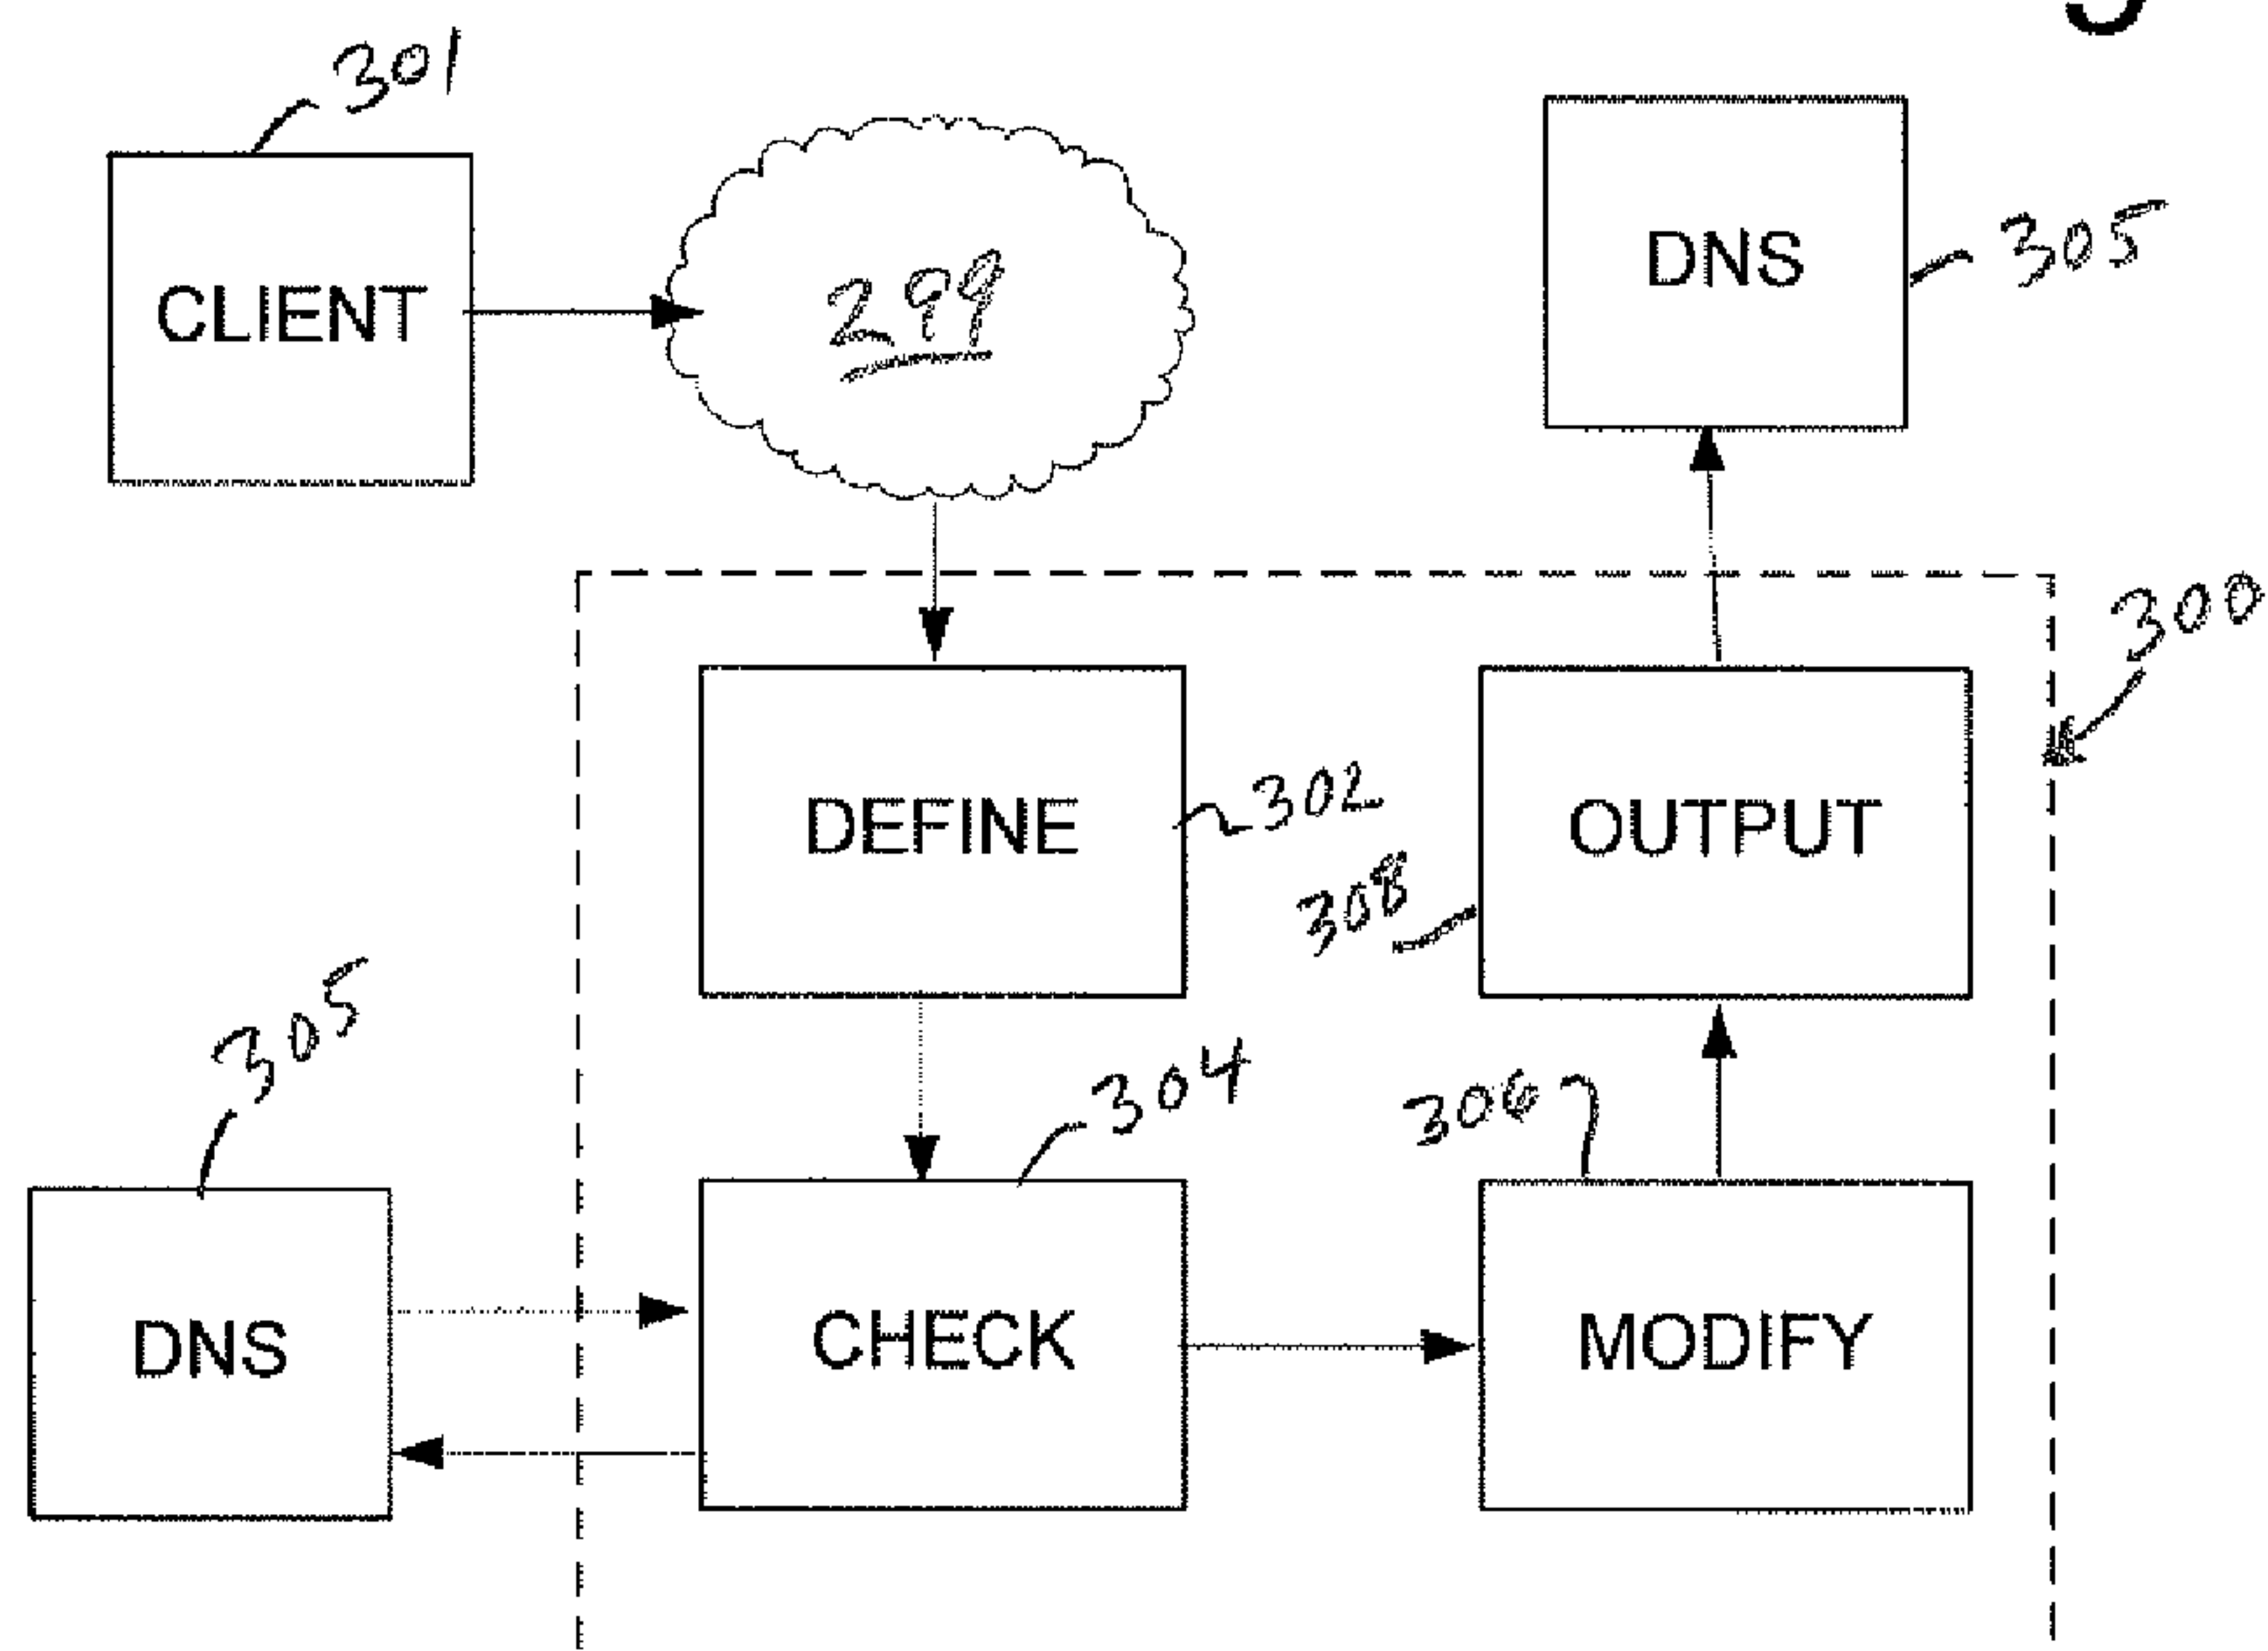 301
CLIENT
299
DNS
305
300
DEFINE
302
OUTPUT
308
305
304
306
DNS
CHECK
MODIFY